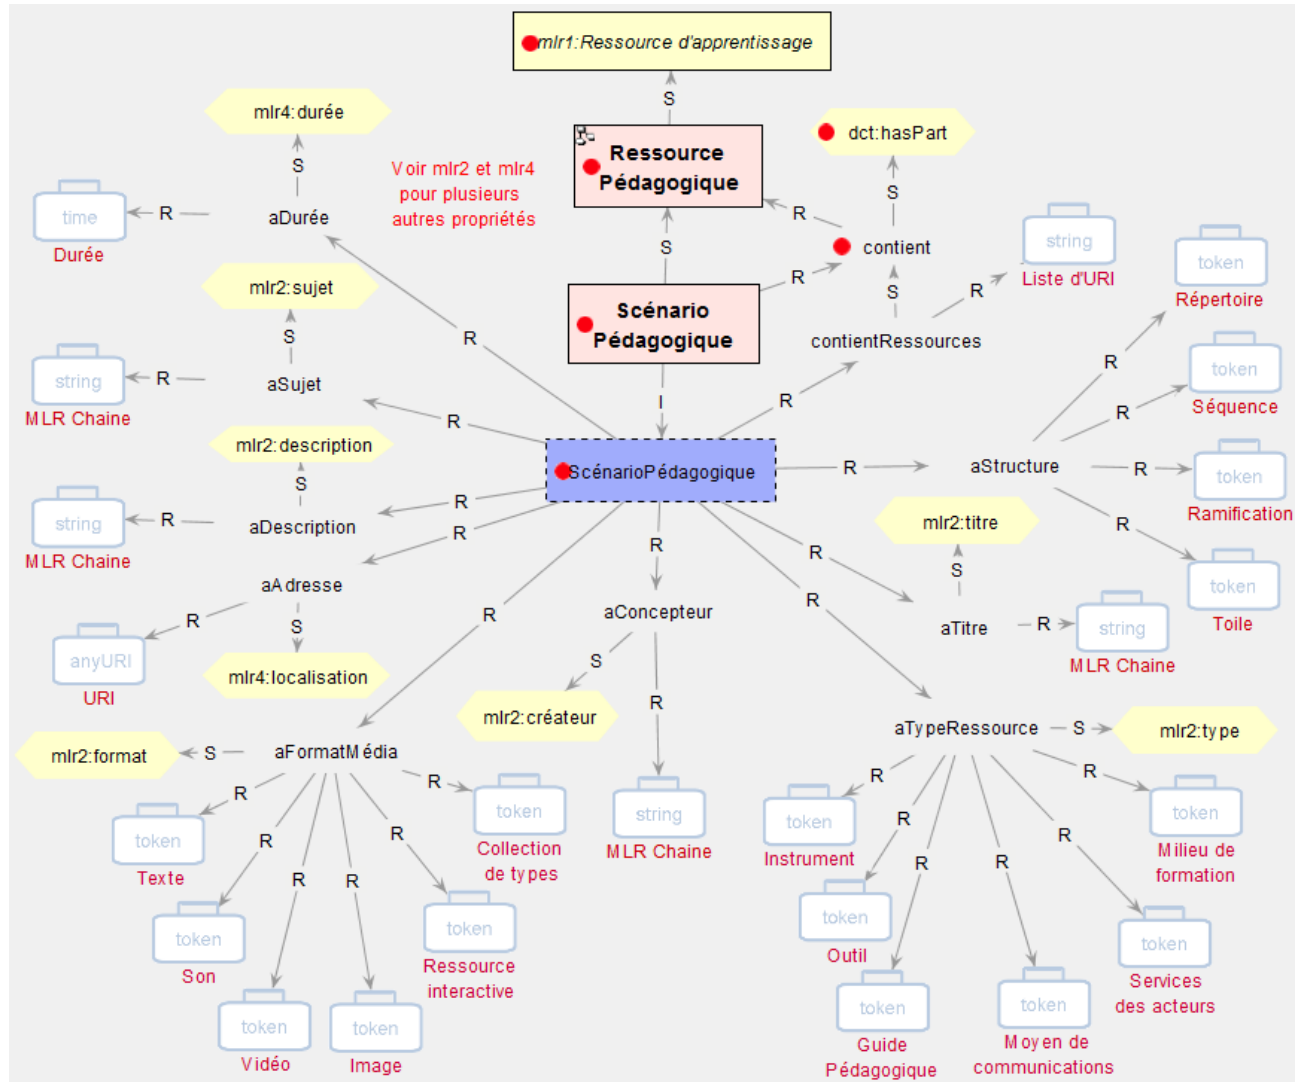 mlr1:Ressource d'apprentissage
S
mlr4:durée
dct:hasPart
Ressource
Pédagogique
Voir mlr2 et mlr4
pour plusieurs
autres propriétés
S
S
time
R
aDurée
R
contient
string
token
Durée
S
R
S
R
Liste d'URI
Répertoire
mlr2:sujet
Scénario
Pédagogique
S
R
contientRessources
R
token
string
R
aSujet
I
R
R
Séquence
MLR Chaine
R
mlr2:description
ScénarioPédagogique
R
aStructure
R
token
S
R
Ramification
string
R
aDescription
mlr2:titre
R
MLR Chaine
R
R
R
S
token
aAdresse
R
R
R
aConcepteur
aTitre
R
string
Toile
R
S
anyURI
S
MLR Chaine
URI
mlr4:localisation
R
mlr2:créateur
aTypeRessource
S
mlr2:type
mlr2:format
S
aFormatMédia
R
R
R
R
token
string
token
R
R
token
token
Texte
R
Collection
de types
MLR Chaine
Instrument
R
R
Milieu de
formation
R
R
token
token
token
token
Son
Ressource
interactive
Outil
Services
des acteurs
token
token
token
token
Vidéo
Image
Guide
Pédagogique
Moyen de
communications